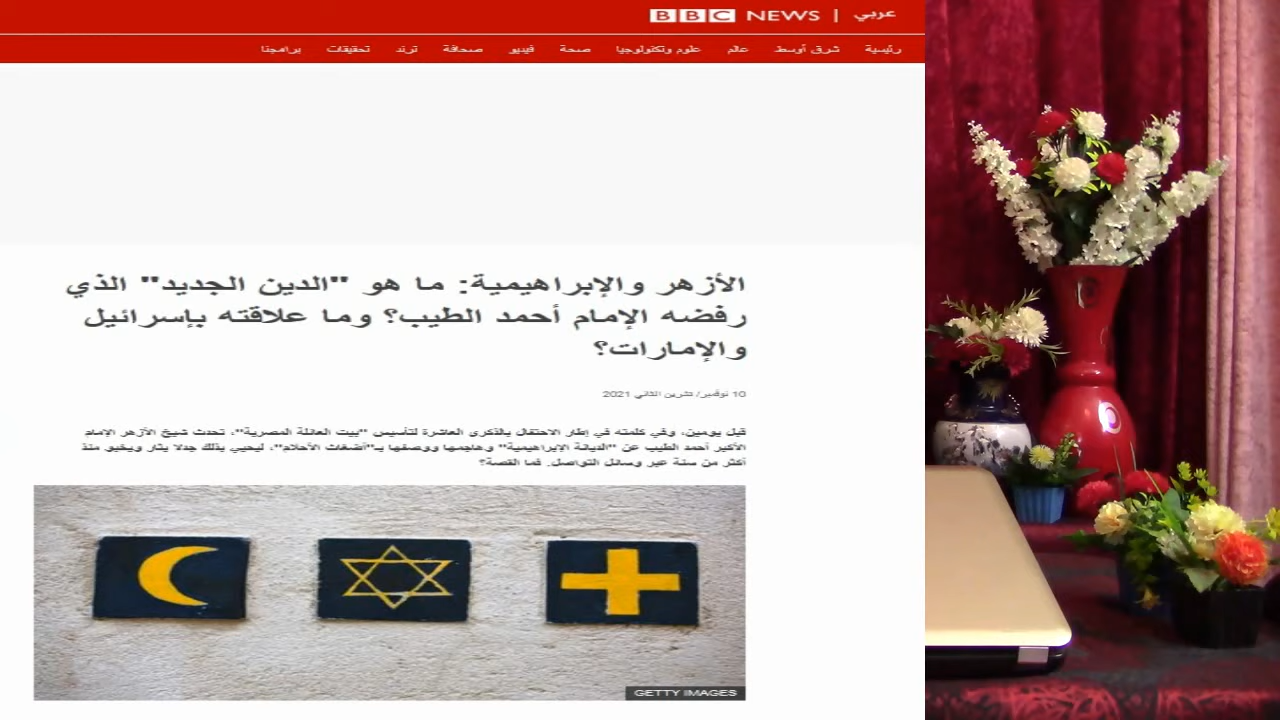 BBC NEWS | عربي
رئيسية شرق أوسط عالم علوم وتكنولوجيا صحة فيديو صحافة ترند تحقيقات برامجنا
الأزهر والإبراهيمية: ما هو "الدين الجديد" الذي
رفضه الإمام أحمد الطيب؟ وما علاقته بإسرائيل
والإمارات؟
10 نوفمبر/ تشرين الثاني 2021
قبل يومين، وفي كلمته في إطار الاحتفال بالذكرى العاشرة لتأسيس "بيت العائلة المصرية"، تحدث شيخ الأزهر الإمام
الأكبر أحمد الطيب عن "الديانة الإبراهيمية" وهاجمها ووصفها بـ"أضغاث الأحلام"، ليحيي بذلك جدلا يثار ويخبو منذ
أكثر من سنة عبر وسائل التواصل. فما القصة؟
GETTY IMAGES